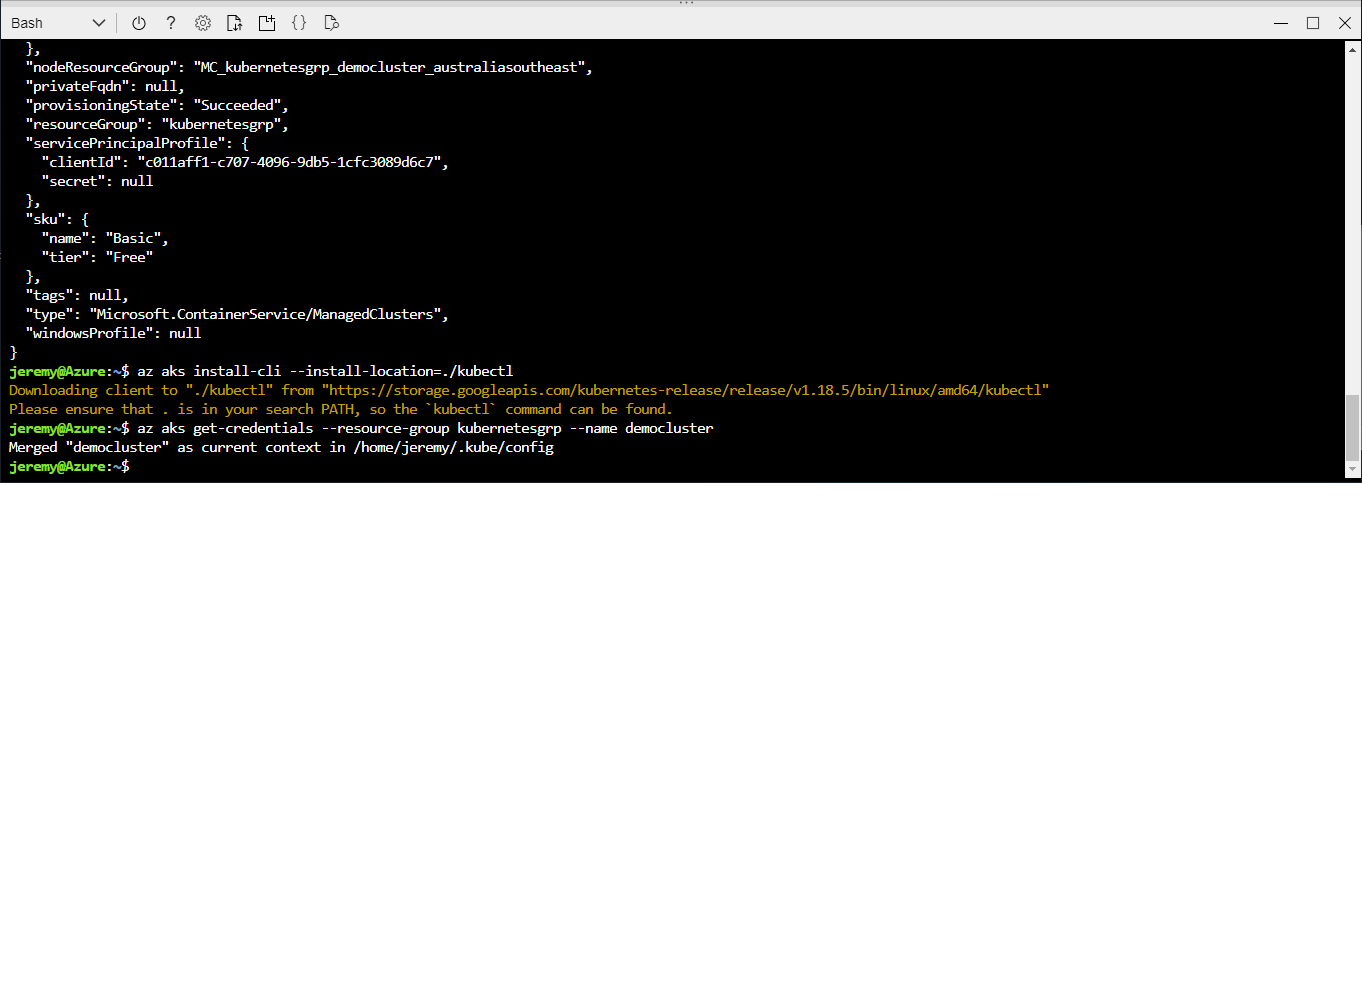 Bash
},
"nodeResourceGroup": "MC_kubernetesgrp_democluster_australiasoutheast",
"privateFqdn": null,
"provisioningState": "Succeeded",
"resourceGroup": "kubernetesgrp",
"servicePrincipalProfile": {
"clientId": "c011aff1-c707-4096-9db5-1cfc3089d6c7",
"secret": null
},
"sku": {
"name": "Basic",
"tier": "Free"
},
"tags": null,
"type": "Microsoft.ContainerService/ManagedClusters",
"windowsProfile": null
}
jeremy@Azure:~$ az aks install-cli --install-location=./kubectl
Downloading client to "./kubectl" from "https://storage.googleapis.com/kubernetes-release/release/v1.18.5/bin/linux/amd64/kubectl"
Please ensure that . is in your search PATH, so the `kubectl` command can be found.
jeremy@Azure:~$ az aks get-credentials --resource-group kubernetesgrp --name democluster
Merged "democluster" as current context in /home/jeremy/.kube/config
jeremy@Azure:~$